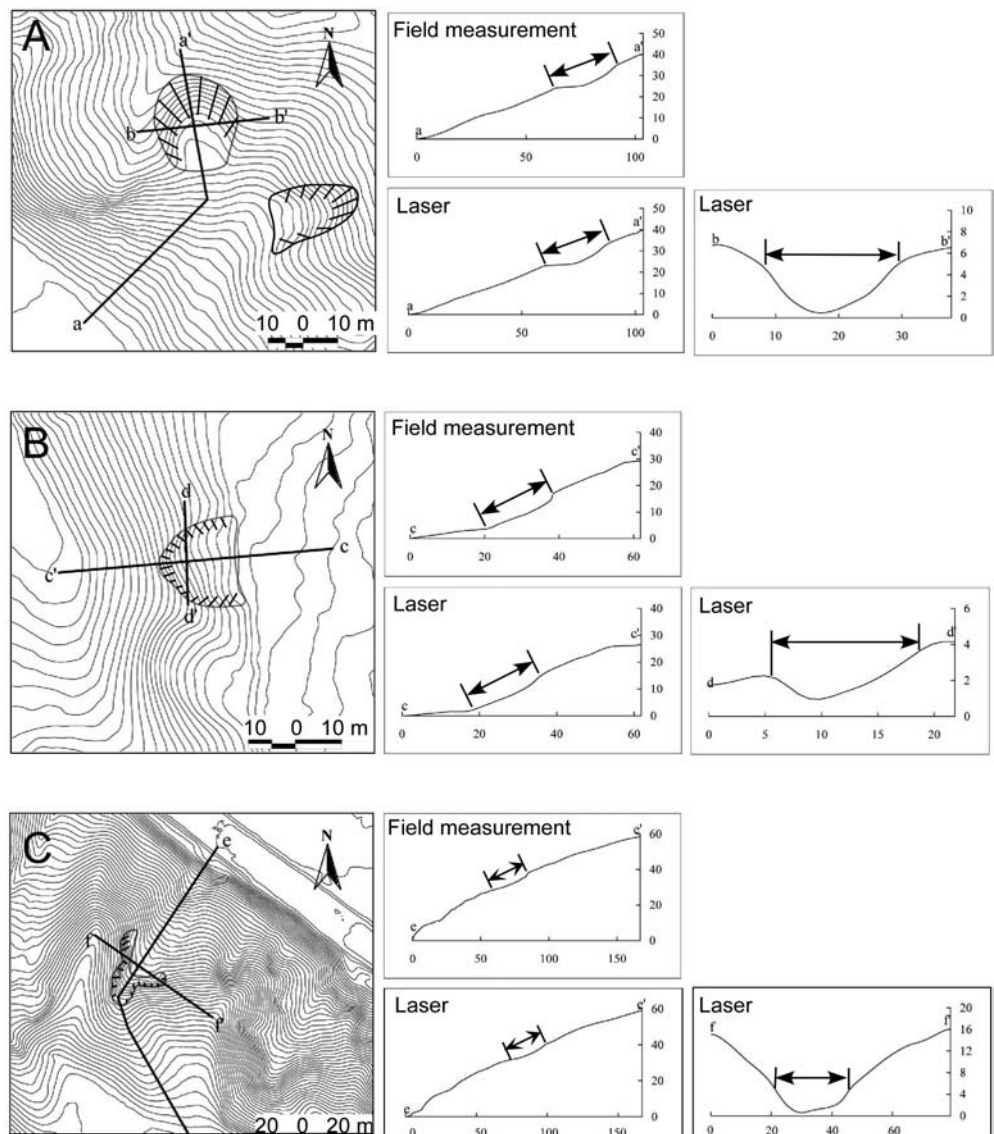 A
a'
N
b
b'
a
10 0 10 m
Field measurement
50
a'
40
30
20
10
a
0
0 50 100
Laser
50
a'
40
30
20
10
a
0
0 50 100
Laser
10
b b'
8
6
4
2
0
0 10 20 30
B
N
d
c
c'
d'
10 0 10 m
Field measurement
40
c'
30
20
10
c
0
0 20 40 60
Laser
40
c'
30
20
10
c
0
0 20 40 60
Laser
6
d'
4
d
2
0
0 5 10 15 20
C
N
e
f
f'
20 0 20 m
Field measurement
e'
60
40
20
e
0
0 50 100 150
Laser
e'
60
40
20
e
0
0 50 100 150
Laser
20
f f'
16
12
8
4
0
0 20 40 60